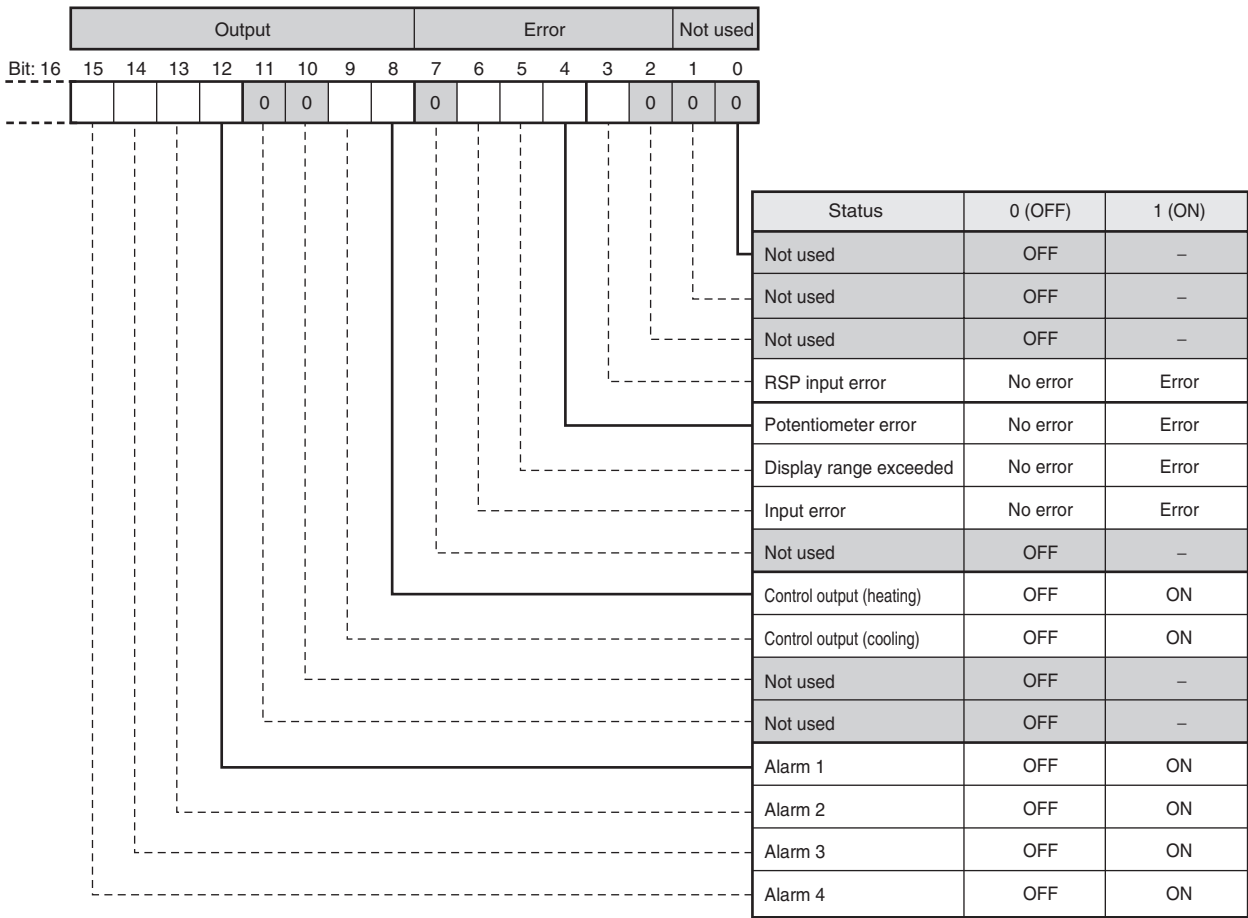 Output Error Not used
Bit: 16 15 14 13 12 11 10 9 8 7 6 5 4 3 2 1 0
0 0 0 0 0 0
Status 0 (OFF) 1 (ON)
Not used OFF –
Not used OFF –
Not used OFF –
RSP input error No error Error
Potentiometer error No error Error
Display range exceeded No error Error
Input error No error Error
Not used OFF –
Control output (heating) OFF ON
Control output (cooling) OFF ON
Not used OFF –
Not used OFF –
Alarm 1 OFF ON
Alarm 2 OFF ON
Alarm 3 OFF ON
Alarm 4 OFF ON